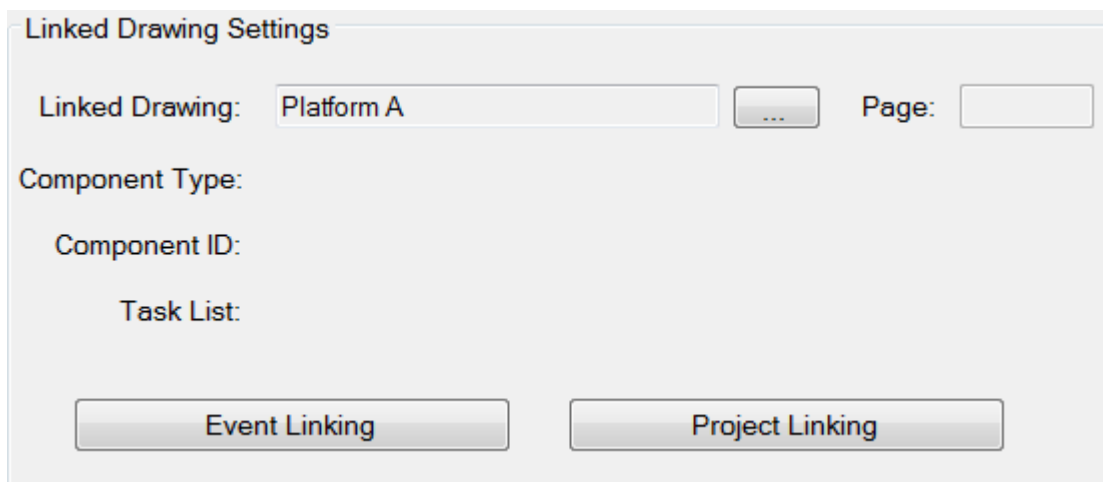 Linked Drawing Settings
Linked Drawing: Platform A ... Page:
Component Type:
Component ID:
Task List:
Event Linking Project Linking